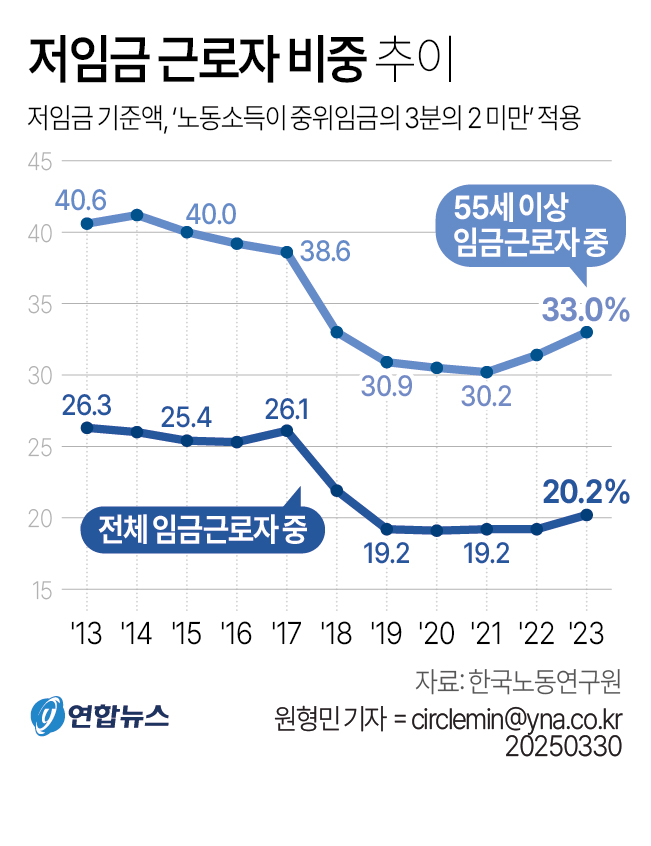 저임금 근로자 비중 추이
저임금 기준액, ‘노동소득이 중위임금의 3분의 2 미만’ 적용
45
40
35
30
25
20
15
55세 이상
임금근로자 중
40.6
40.0
38.6
30.9
30.2
33.0%
26.3
25.4
26.1
19.2
19.2
20.2%
전체 임금근로자 중
'13 '14 '15 '16 '17 '18 '19 '20 '21 '22 '23
자료: 한국노동연구원
연합뉴스
원형민 기자 = circlemin@yna.co.kr
20250330